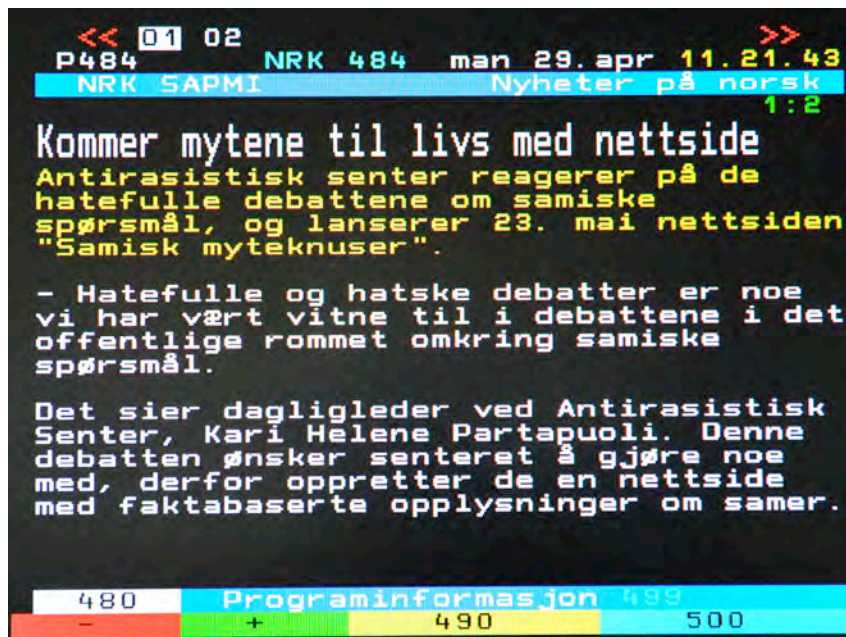 << 01 02 >>
P484 NRK 484 man 29.apr 11.21.43
NRK SAPMI Nyheter på norsk
1:2
Kommer mytene til livs med nettside
Antirasistisk senter reagerer på de
hatefulle debattene om samiske
spørsmål, og lanserer 23. mai nettsiden
"Samisk myteknuser".
- Hatefulle og hatske debatter er noe
vi har vært vitne til i debattene i det
offentlige rommet omkring samiske
spørsmål.
Det sier dagligleder ved Antirasistisk
Senter, Kari Helene Partapuoli. Denne
debatten ønsker senteret å gjøre noe
med, derfor oppretter de en nettside
med faktabaserte opplysninger om samer.
480 Programinformasjon 499
- + 490 500